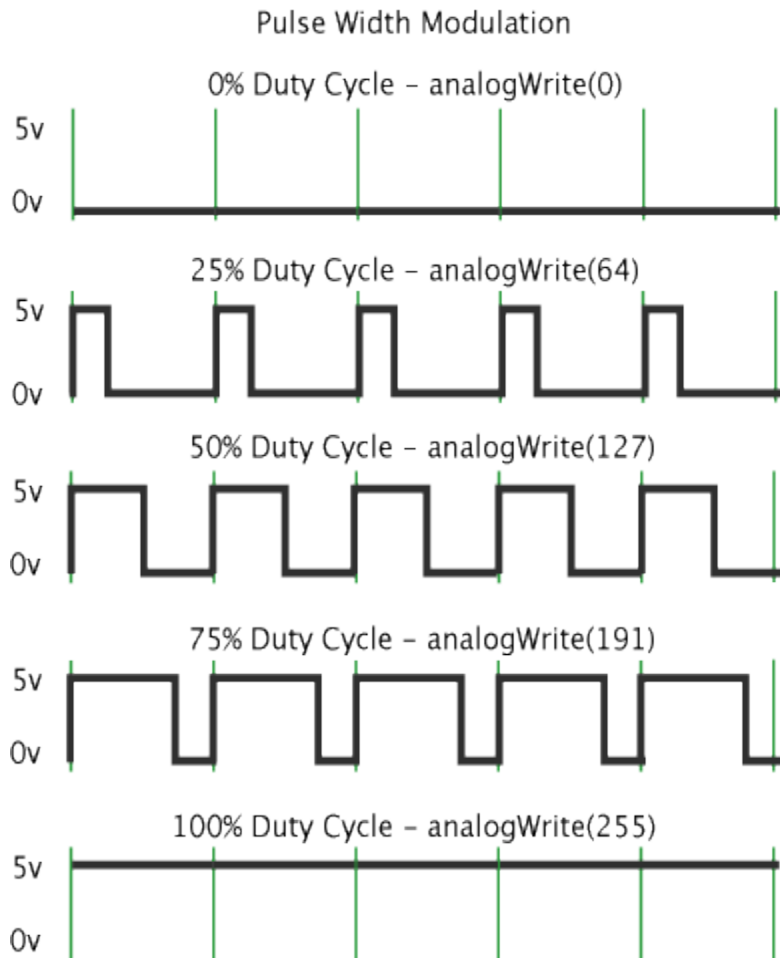 Pulse Width Modulation
0% Duty Cycle – analogWrite(0)
5v
0v
25% Duty Cycle – analogWrite(64)
5v
0v
50% Duty Cycle – analogWrite(127)
5v
0v
75% Duty Cycle – analogWrite(191)
5v
0v
100% Duty Cycle – analogWrite(255)
5v
0v